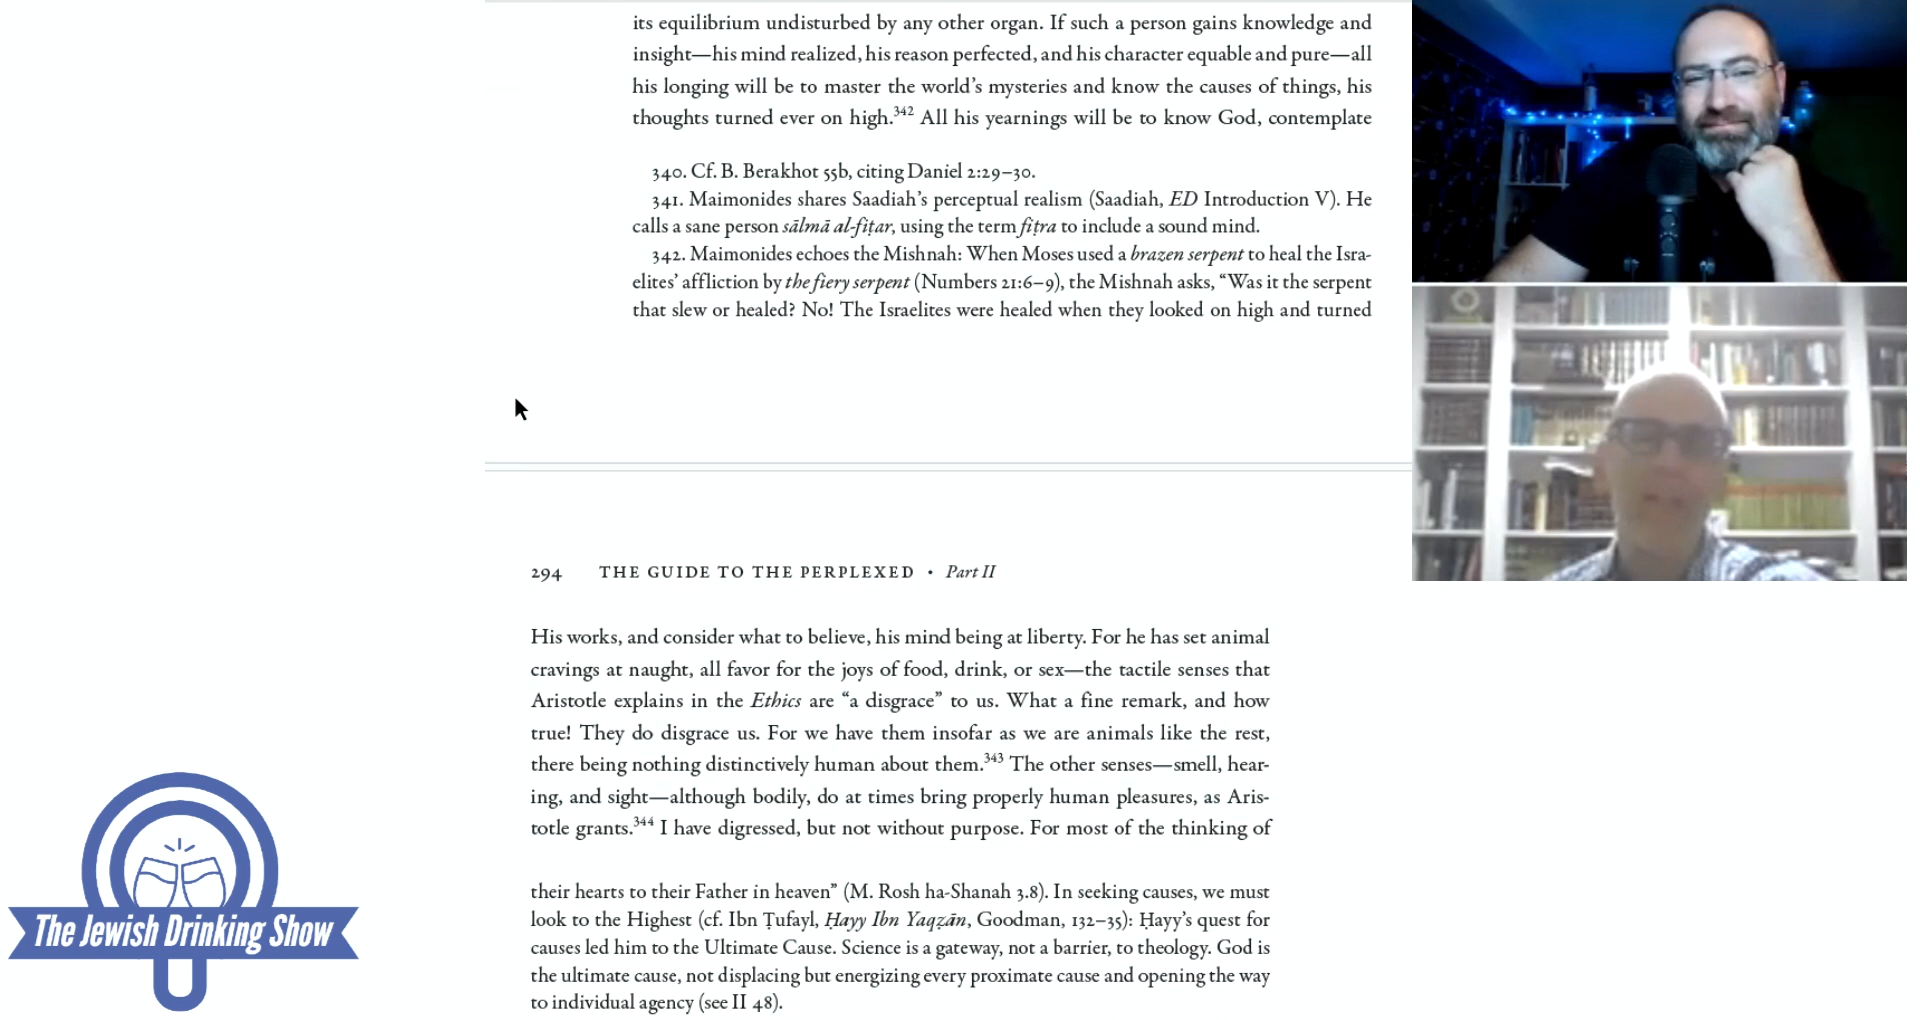 its equilibrium undisturbed by any other organ. If such a person gains knowledge and
insight—his mind realized, his reason perfected, and his character equable and pure—all
his longing will be to master the world’s mysteries and know the causes of things, his
thoughts turned ever on high.342 All his yearnings will be to know God, contemplate
340. Cf. B. Berakhot 55b, citing Daniel 2:29–30.
341. Maimonides shares Saadiah’s perceptual realism (Saadiah, ED Introduction V). He
calls a sane person sālmā al-fiṭar, using the term fiṭra to include a sound mind.
342. Maimonides echoes the Mishnah: When Moses used a brazen serpent to heal the Isra-
elites’ affliction by the fiery serpent (Numbers 21:6–9), the Mishnah asks, “Was it the serpent
that slew or healed? No! The Israelites were healed when they looked on high and turned
294 THE GUIDE TO THE PERPLEXED • Part II
His works, and consider what to believe, his mind being at liberty. For he has set animal
cravings at naught, all favor for the joys of food, drink, or sex—the tactile senses that
Aristotle explains in the Ethics are “a disgrace” to us. What a fine remark, and how
true! They do disgrace us. For we have them insofar as we are animals like the rest,
there being nothing distinctively human about them.343 The other senses—smell, hear-
ing, and sight—although bodily, do at times bring properly human pleasures, as Aris-
totle grants.344 I have digressed, but not without purpose. For most of the thinking of
their hearts to their Father in heaven” (M. Rosh ha-Shanah 3.8). In seeking causes, we must
look to the Highest (cf. Ibn Ṭufayl, Ḥayy Ibn Yaqẓān, Goodman, 132–35): Ḥayy’s quest for
causes led him to the Ultimate Cause. Science is a gateway, not a barrier, to theology. God is
the ultimate cause, not displacing but energizing every proximate cause and opening the way
to individual agency (see II 48).
The Jewish Drinking Show